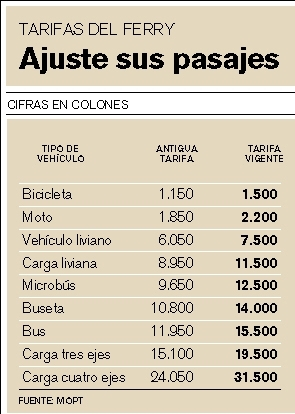 TARIFAS DEL FERRY
Ajuste sus pasajes
CIFRAS EN COLONES
TIPO DE VEHÍCULO ANTIGUA TARIFA TARIFA VIGENTE
Bicicleta 1.150 1.500
Moto 1.850 2.200
Vehículo liviano 6.050 7.500
Carga liviana 8.950 11.500
Microbús 9.650 12.500
Buseta 10.800 14.000
Bus 11.950 15.500
Carga tres ejes 15.100 19.500
Carga cuatro ejes 24.050 31.500
FUENTE: MOPT